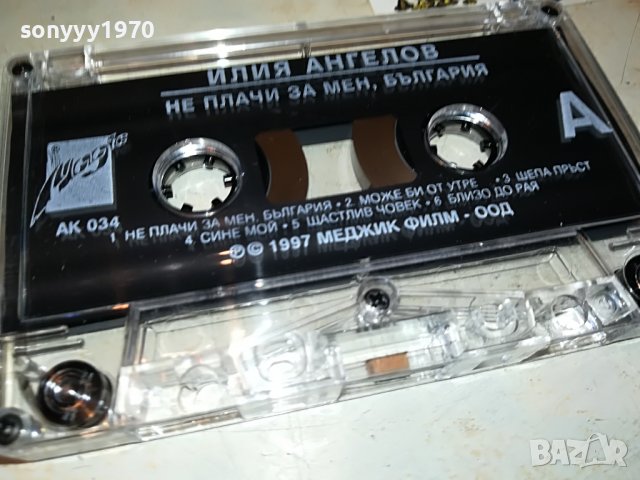 sonyyy1970
ИЛИЯ АНГЕЛОВ
НЕ ПЛАЧИ ЗА МЕН, БЪЛГАРИЯ
A
Magic
АК 034
1 НЕ ПЛАЧИ ЗА МЕН, БЪЛГАРИЯ • 2 МОЖЕ БИ ОТ УТРЕ • 3 ШЕПА ПРЪСТ
4 СИНЕ МОЙ • 5 ЩАСТЛИВ ЧОВЕК • 6 БЛИЗО ДО РАЯ
℗ © 1997 МЕДЖИК ФИЛМ - ООД
BAZAR